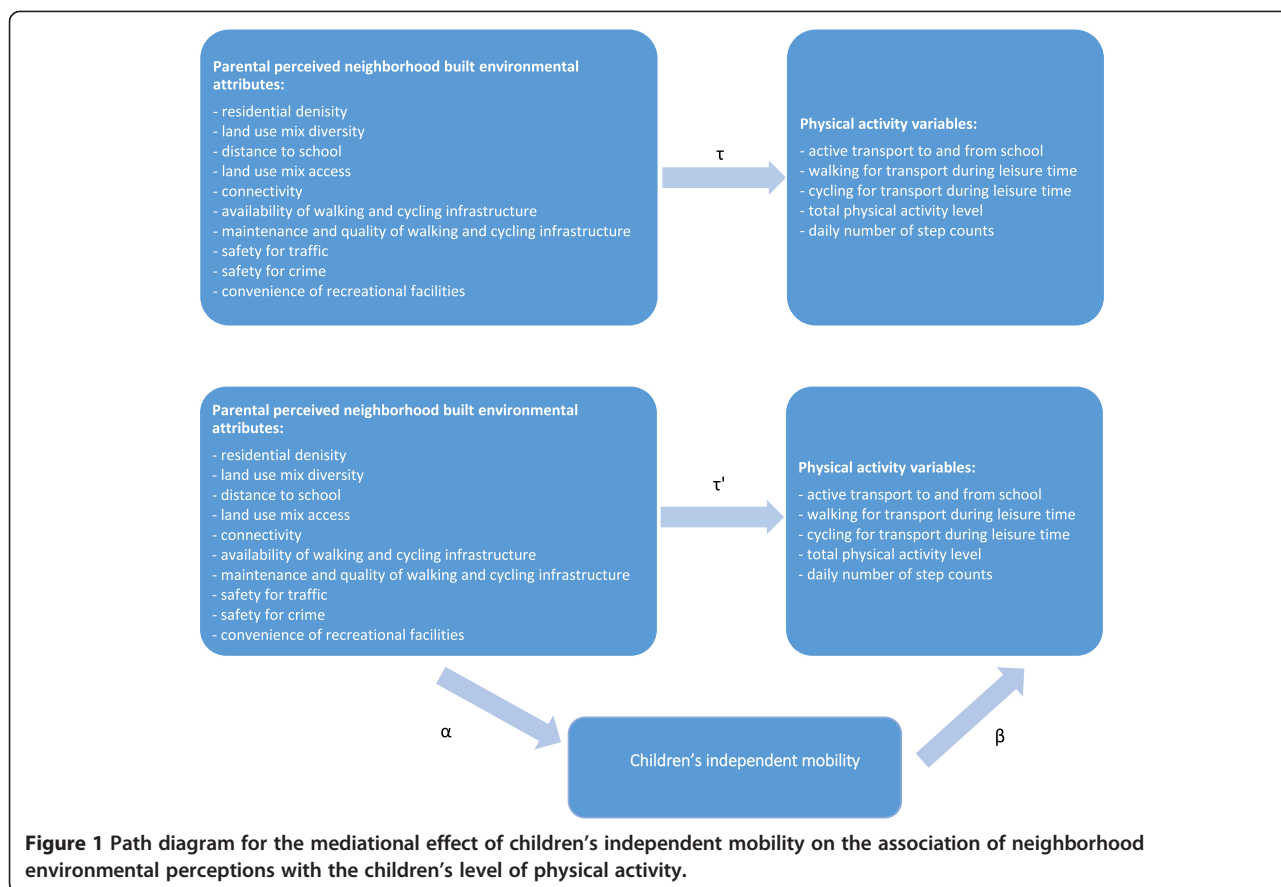 Parental perceived neighborhood built environmental
attributes:
- residential denisity
- land use mix diversity
- distance to school
- land use mix access
- connectivity
- availability of walking and cycling infrastructure
- maintenance and quality of walking and cycling infrastructure
- safety for traffic
- safety for crime
- convenience of recreational facilities
τ
Physical activity variables:
- active transport to and from school
- walking for transport during leisure time
- cycling for transport during leisure time
- total physical activity level
- daily number of step counts
Parental perceived neighborhood built environmental
attributes:
- residential denisity
- land use mix diversity
- distance to school
- land use mix access
- connectivity
- availability of walking and cycling infrastructure
- maintenance and quality of walking and cycling infrastructure
- safety for traffic
- safety for crime
- convenience of recreational facilities
τ'
Physical activity variables:
- active transport to and from school
- walking for transport during leisure time
- cycling for transport during leisure time
- total physical activity level
- daily number of step counts
α
Children’s independent mobility
β
Figure 1 Path diagram for the mediational effect of children’s independent mobility on the association of neighborhood
environmental perceptions with the children’s level of physical activity.